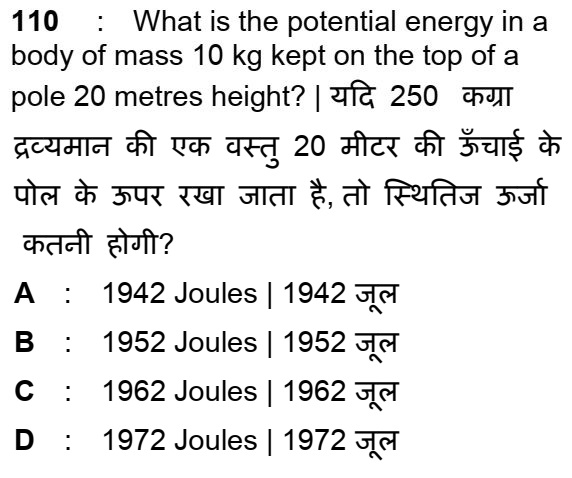 110 : What is the potential energy in a
body of mass 10 kg kept on the top of a
pole 20 metres height? | यदि 250 कग्रा
द्रव्यमान की एक वस्तु 20 मीटर की ऊँचाई के
पोल के ऊपर रखा जाता है, तो स्थितिज ऊर्जा
कतनी होगी?
A : 1942 Joules | 1942 जूल
B : 1952 Joules | 1952 जूल
C : 1962 Joules | 1962 जूल
D : 1972 Joules | 1972 जूल